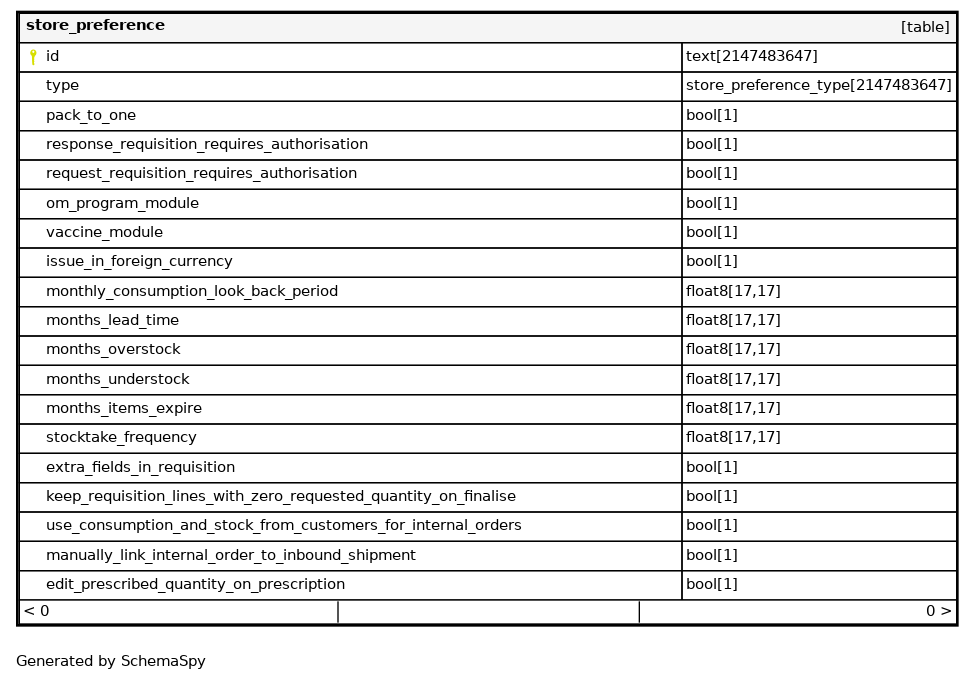 store_preference [table]
id text[2147483647]
type store_preference_type[2147483647]
pack_to_one bool[1]
response_requisition_requires_authorisation bool[1]
request_requisition_requires_authorisation bool[1]
om_program_module bool[1]
vaccine_module bool[1]
issue_in_foreign_currency bool[1]
monthly_consumption_look_back_period float8[17,17]
months_lead_time float8[17,17]
months_overstock float8[17,17]
months_understock float8[17,17]
months_items_expire float8[17,17]
stocktake_frequency float8[17,17]
extra_fields_in_requisition bool[1]
keep_requisition_lines_with_zero_requested_quantity_on_finalise bool[1]
use_consumption_and_stock_from_customers_for_internal_orders bool[1]
manually_link_internal_order_to_inbound_shipment bool[1]
edit_prescribed_quantity_on_prescription bool[1]
< 0 0 >
Generated by SchemaSpy